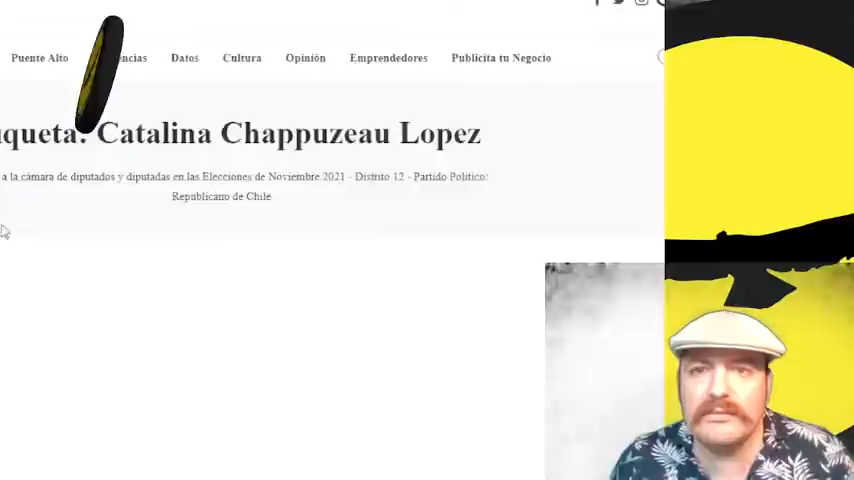 Puente Alto Datos Cultura Opinión Emprendedores Publicita tu Negocio
Catalina Chappuzeau Lopez
a la cámara de diputados y diputadas en las Elecciones de Noviembre 2021 - Distrito 12 - Partido Político:
Republicano de Chile